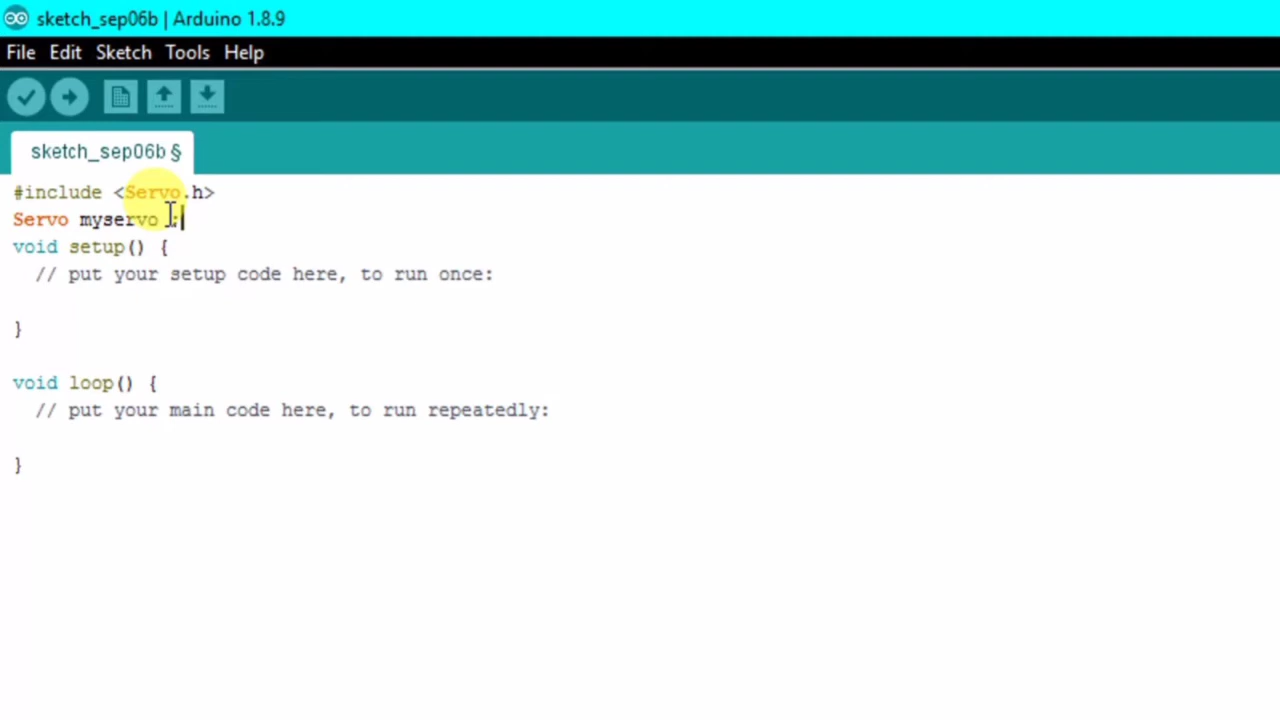 sketch_sep06b | Arduino 1.8.9
File Edit Sketch Tools Help
sketch_sep06b §
#include <Servo.h>
Servo myservo ;
void setup() {
// put your setup code here, to run once:
}
void loop() {
// put your main code here, to run repeatedly:
}